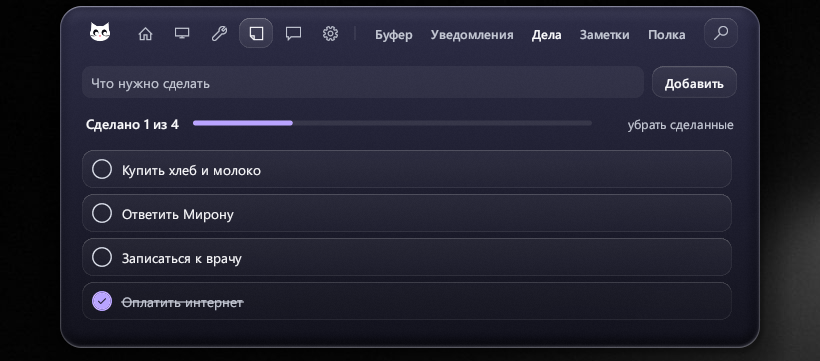 Буфер Уведомления Дела Заметки Полка
Что нужно сделать Добавить
Сделано 1 из 4 убрать сделанные
Купить хлеб и молоко
Ответить Мирону
Записаться к врачу
Оплатить интернет